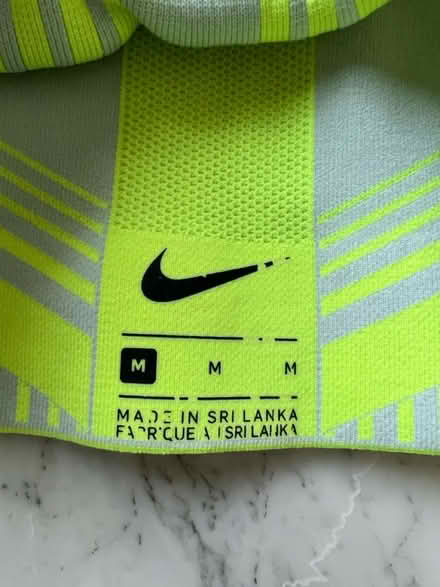 M M M
MADE IN SRI LANKA
FABRIQUE A I SRI LANKA